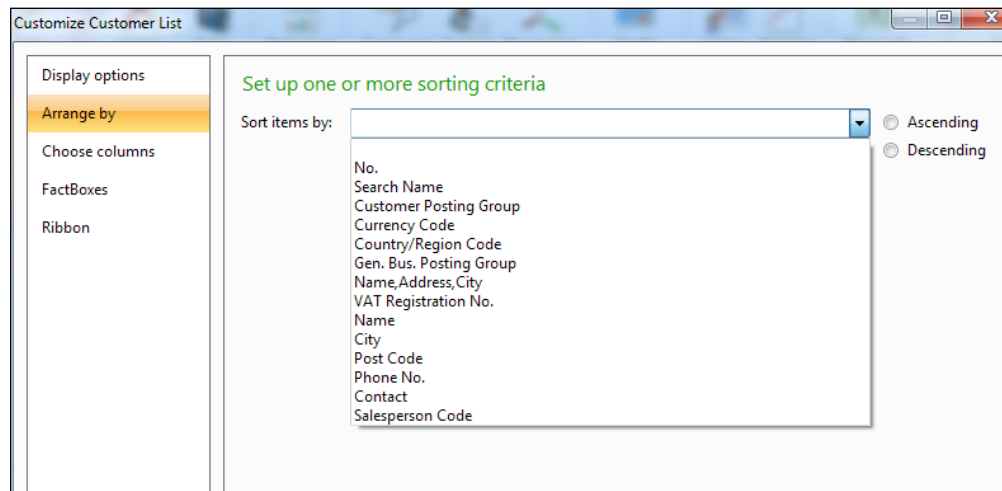 Customize Customer List
Display options
Arrange by
Choose columns
FactBoxes
Ribbon
Set up one or more sorting criteria
Sort items by:
Ascending
Descending
No.
Search Name
Customer Posting Group
Currency Code
Country/Region Code
Gen. Bus. Posting Group
Name,Address,City
VAT Registration No.
Name
City
Post Code
Phone No.
Contact
Salesperson Code